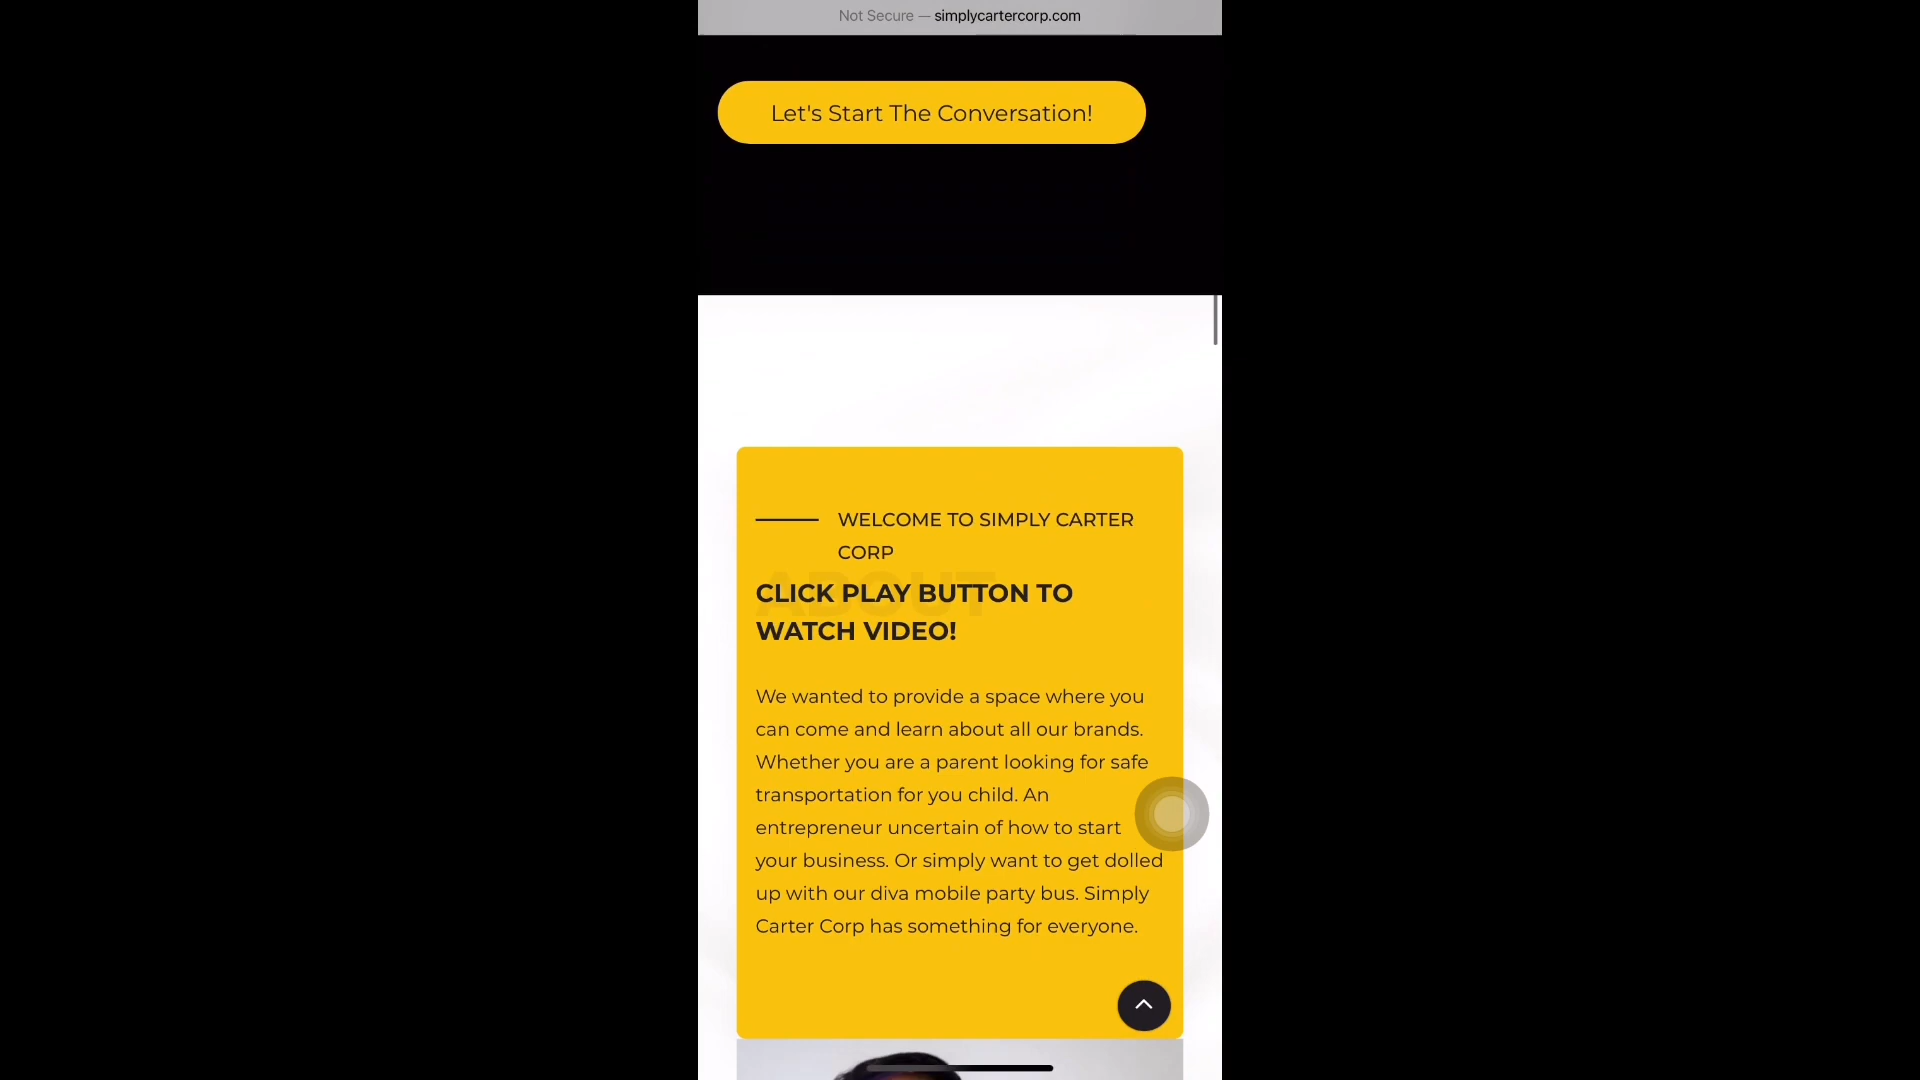 Not Secure — simplycartercorp.com
Let's Start The Conversation!
WELCOME TO SIMPLY CARTER
CORP
ABOUT
CLICK PLAY BUTTON TO
WATCH VIDEO!
We wanted to provide a space where you
can come and learn about all our brands.
Whether you are a parent looking for safe
transportation for you child. An
entrepreneur uncertain of how to start
your business. Or simply want to get dolled
up with our diva mobile party bus. Simply
Carter Corp has something for everyone.